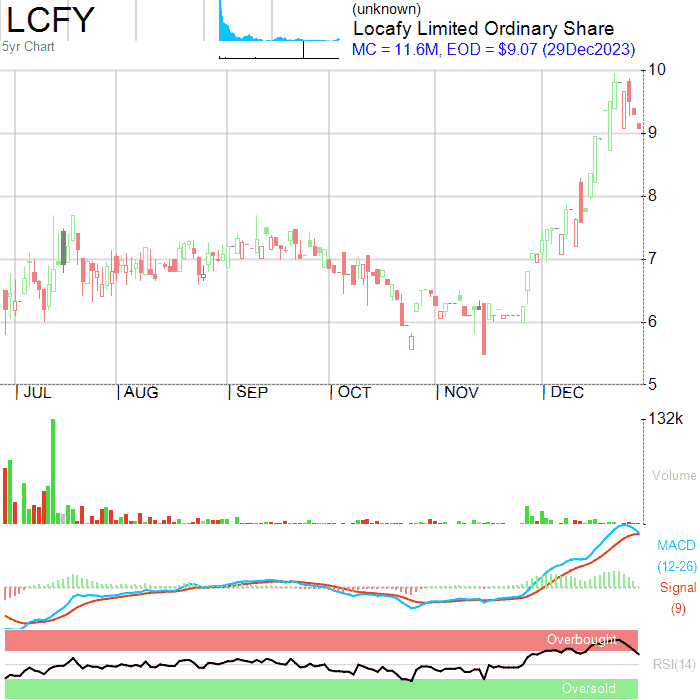 LCFY
5yr Chart
(unknown)
Locafy Limited Ordinary Share
MC = 11.6M, EOD = $9.07 (29Dec2023)
10
9
8
7
6
5
JUL AUG SEP OCT NOV DEC
132k
Volume
MACD
(12-26)
Signal
(9)
Overbought
RSI(14)
Oversold